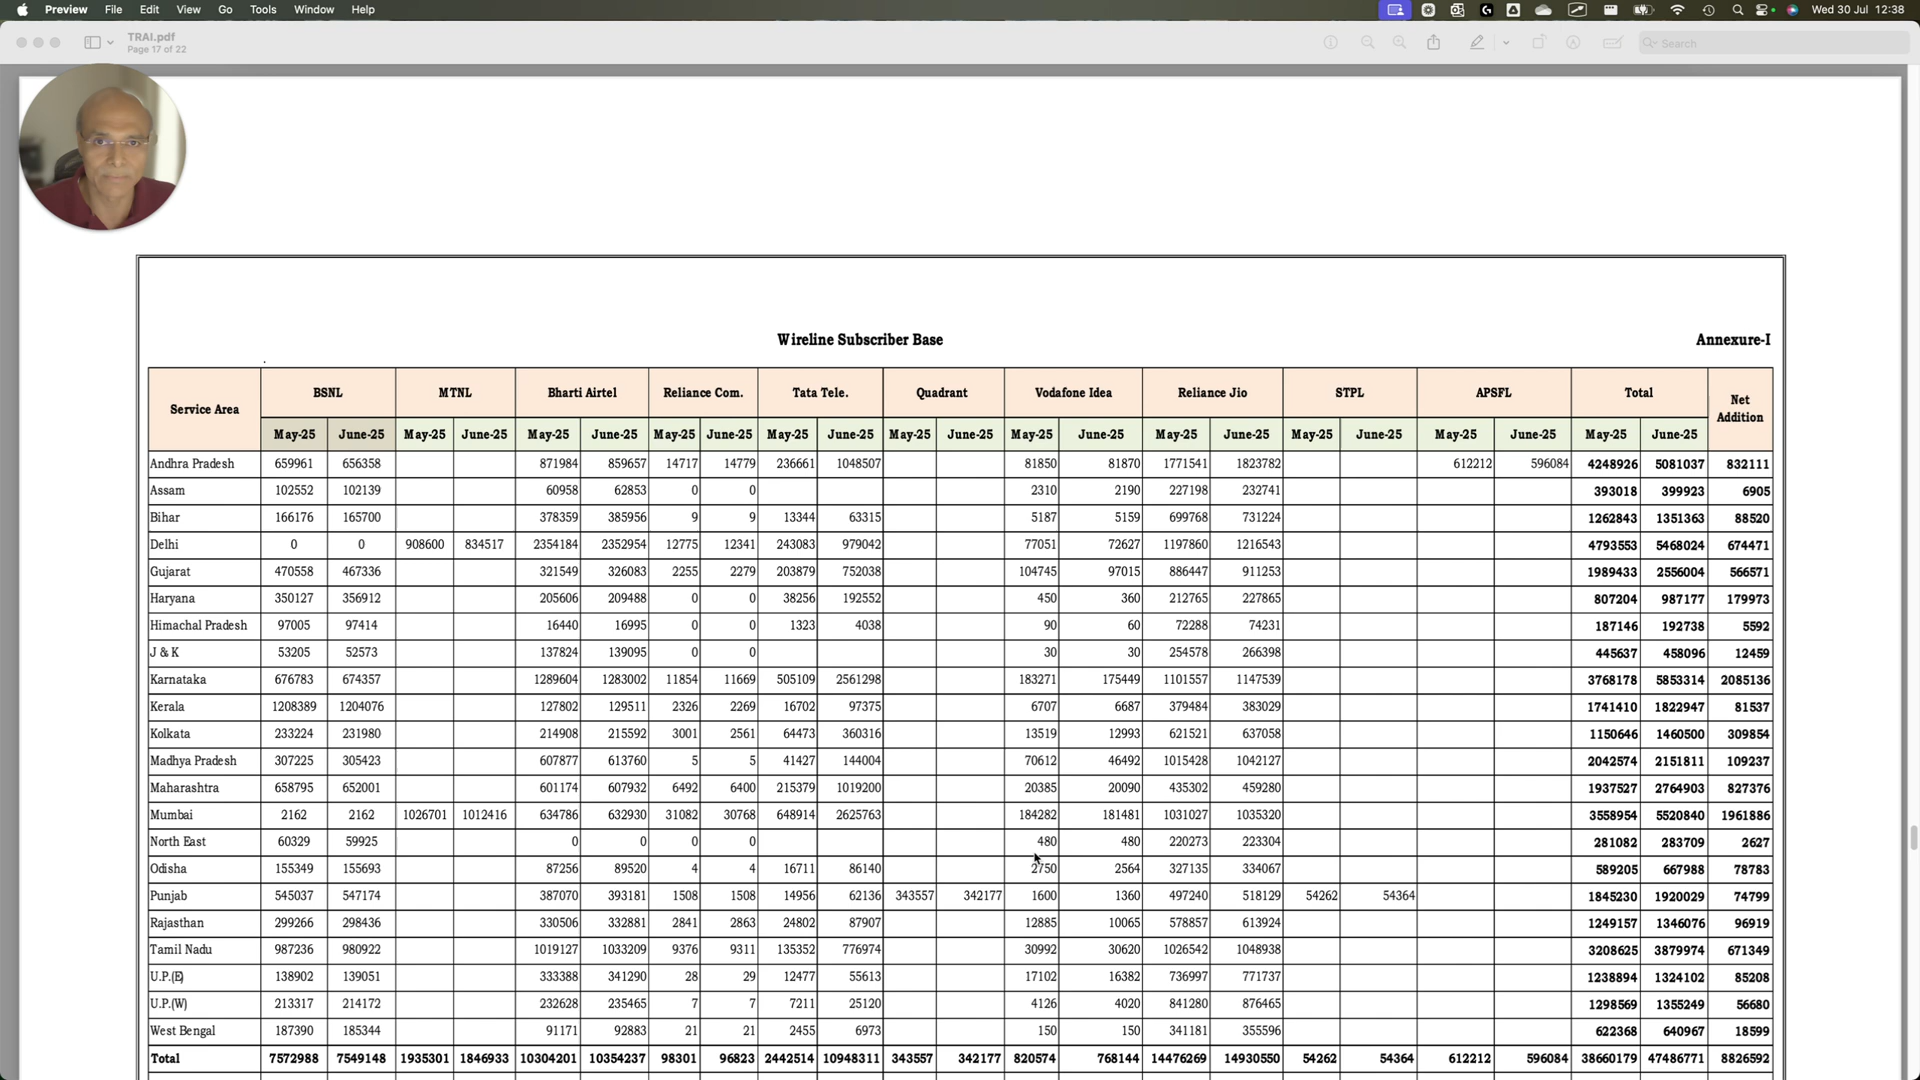 Preview File Edit View Go Tools Window Help Wed 30 Jul 12:38
TRAI.pdf
Page 17 of 22
Search
Wireline Subscriber Base Annexure-I
Service Area BSNL MTNL Bharti Airtel Reliance Com. Tata Tele. Quadrant Vodafone Idea Reliance Jio STPL APSFL Total Net Addition
May-25 June-25 May-25 June-25 May-25 June-25 May-25 June-25 May-25 June-25 May-25 June-25 May-25 June-25 May-25 June-25 May-25 June-25 May-25 June-25 May-25 June-25
Andhra Pradesh 659961 656358 871984 859657 14717 14779 236661 1048507 81850 81870 1771541 1823782 612212 596084 4248926 5081037 832111
Assam 102552 102139 60958 62853 0 0 2310 2190 227198 232741 393018 399923 6905
Bihar 166176 165700 378359 385956 9 9 13344 63315 5187 5159 699768 731224 1262843 1351363 88520
Delhi 0 0 908600 834517 2354184 2352954 12775 12341 243083 979042 77051 72627 1197860 1216543 4793553 5468024 674471
Gujarat 470558 467336 321549 326083 2255 2279 203879 752038 104745 97015 886447 911253 1989433 2556004 566571
Haryana 350127 356912 205606 209488 0 0 38256 192552 450 360 212765 227865 807204 987177 179973
Himachal Pradesh 97005 97414 16440 16995 0 0 1323 4038 90 60 72288 74231 187146 192738 5592
J & K 53205 52573 137824 139095 0 0 30 30 254578 266398 445637 458096 12459
Karnataka 676783 674357 1289604 1283002 11854 11669 505109 2561298 183271 175449 1101557 1147539 3768178 5853314 2085136
Kerala 1208389 1204076 127802 129511 2326 2269 16702 97375 6707 6687 379484 383029 1741410 1822947 81537
Kolkata 233224 231980 214908 215592 3001 2561 64473 360316 13519 12993 621521 637058 1150646 1460500 309854
Madhya Pradesh 307225 305423 607877 613760 5 5 41427 144004 70612 46492 1015428 1042127 2042574 2151811 109237
Maharashtra 658795 652001 601174 607932 6492 6400 215379 1019200 20385 20090 435302 459280 1937527 2764903 827376
Mumbai 2162 2162 1026701 1012416 634786 632930 31082 30768 648914 2625763 184282 181481 1031027 1035320 3558954 5520840 1961886
North East 60329 59925 0 0 0 0 480 480 220273 223304 281082 283709 2627
Odisha 155349 155693 87256 89520 4 4 16711 86140 2750 2564 327135 334067 589205 667988 78783
Punjab 545037 547174 387070 393181 1508 1508 14956 62136 343557 342177 1600 1360 497240 518129 54262 54364 1845230 1920029 74799
Rajasthan 299266 298436 330506 332881 2841 2863 24802 87907 12885 10065 578857 613924 1249157 1346076 96919
Tamil Nadu 987236 980922 1019127 1033209 9376 9311 135352 776974 30992 30620 1026542 1048938 3208625 3879974 671349
U.P.(E) 138902 139051 333388 341290 28 29 12477 55613 17102 16382 736997 771737 1238894 1324102 85208
U.P.(W) 213317 214172 232628 235465 7 7 7211 25120 4126 4020 841280 876465 1298569 1355249 56680
West Bengal 187390 185344 91171 92883 21 21 2455 6973 150 150 341181 355596 622368 640967 18599
Total 7572988 7549148 1935301 1846933 10304201 10354237 98301 96823 2442514 10948311 343557 342177 820574 768144 14476269 14930550 54262 54364 612212 596084 38660179 47486771 8826592